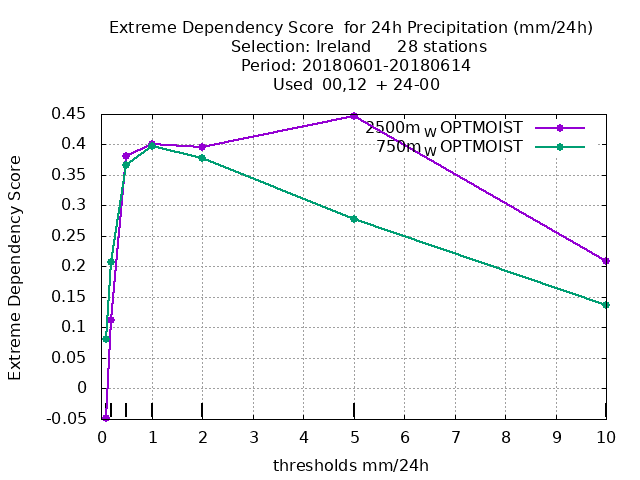 Extreme Dependency Score for 24h Precipitation (mm/24h)
Selection: Ireland 28 stations
Period: 20180601-20180614
Used 00,12 + 24-00
2500m W OPTMOIST
750m W OPTMOIST
Extreme Dependency Score
0.45
0.4
0.35
0.3
0.25
0.2
0.15
0.1
0.05
0
-0.05
0 1 2 3 4 5 6 7 8 9 10
thresholds mm/24h